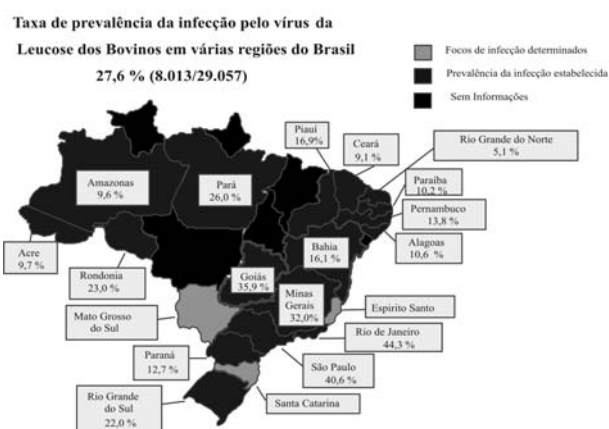 Taxa de prevalência da infecção pelo vírus da
Leucose dos Bovinos em várias regiões do Brasil
27,6 % (8.013/29.057)
Focos de infecção determinados
Prevalência da infecção estabelecida
Sem Informações
Piauí
16,9%
Ceará
9,1 %
Rio Grande do Norte
5,1 %
Amazonas
9,6 %
Pará
26,0 %
Paraíba
10,2 %
Pernambuco
13,8 %
Bahia
16,1 %
Alagoas
10,6 %
Acre
9,7 %
Rondonia
23,0 %
Goiás
35,9 %
Minas
Gerais
32,0%
Mato Grosso
do Sul
Espirito Santo
Rio de Janeiro
44,3 %
Paraná
12,7 %
São Paulo
40,6 %
Rio Grande
do Sul
22,0 %
Santa Catarina